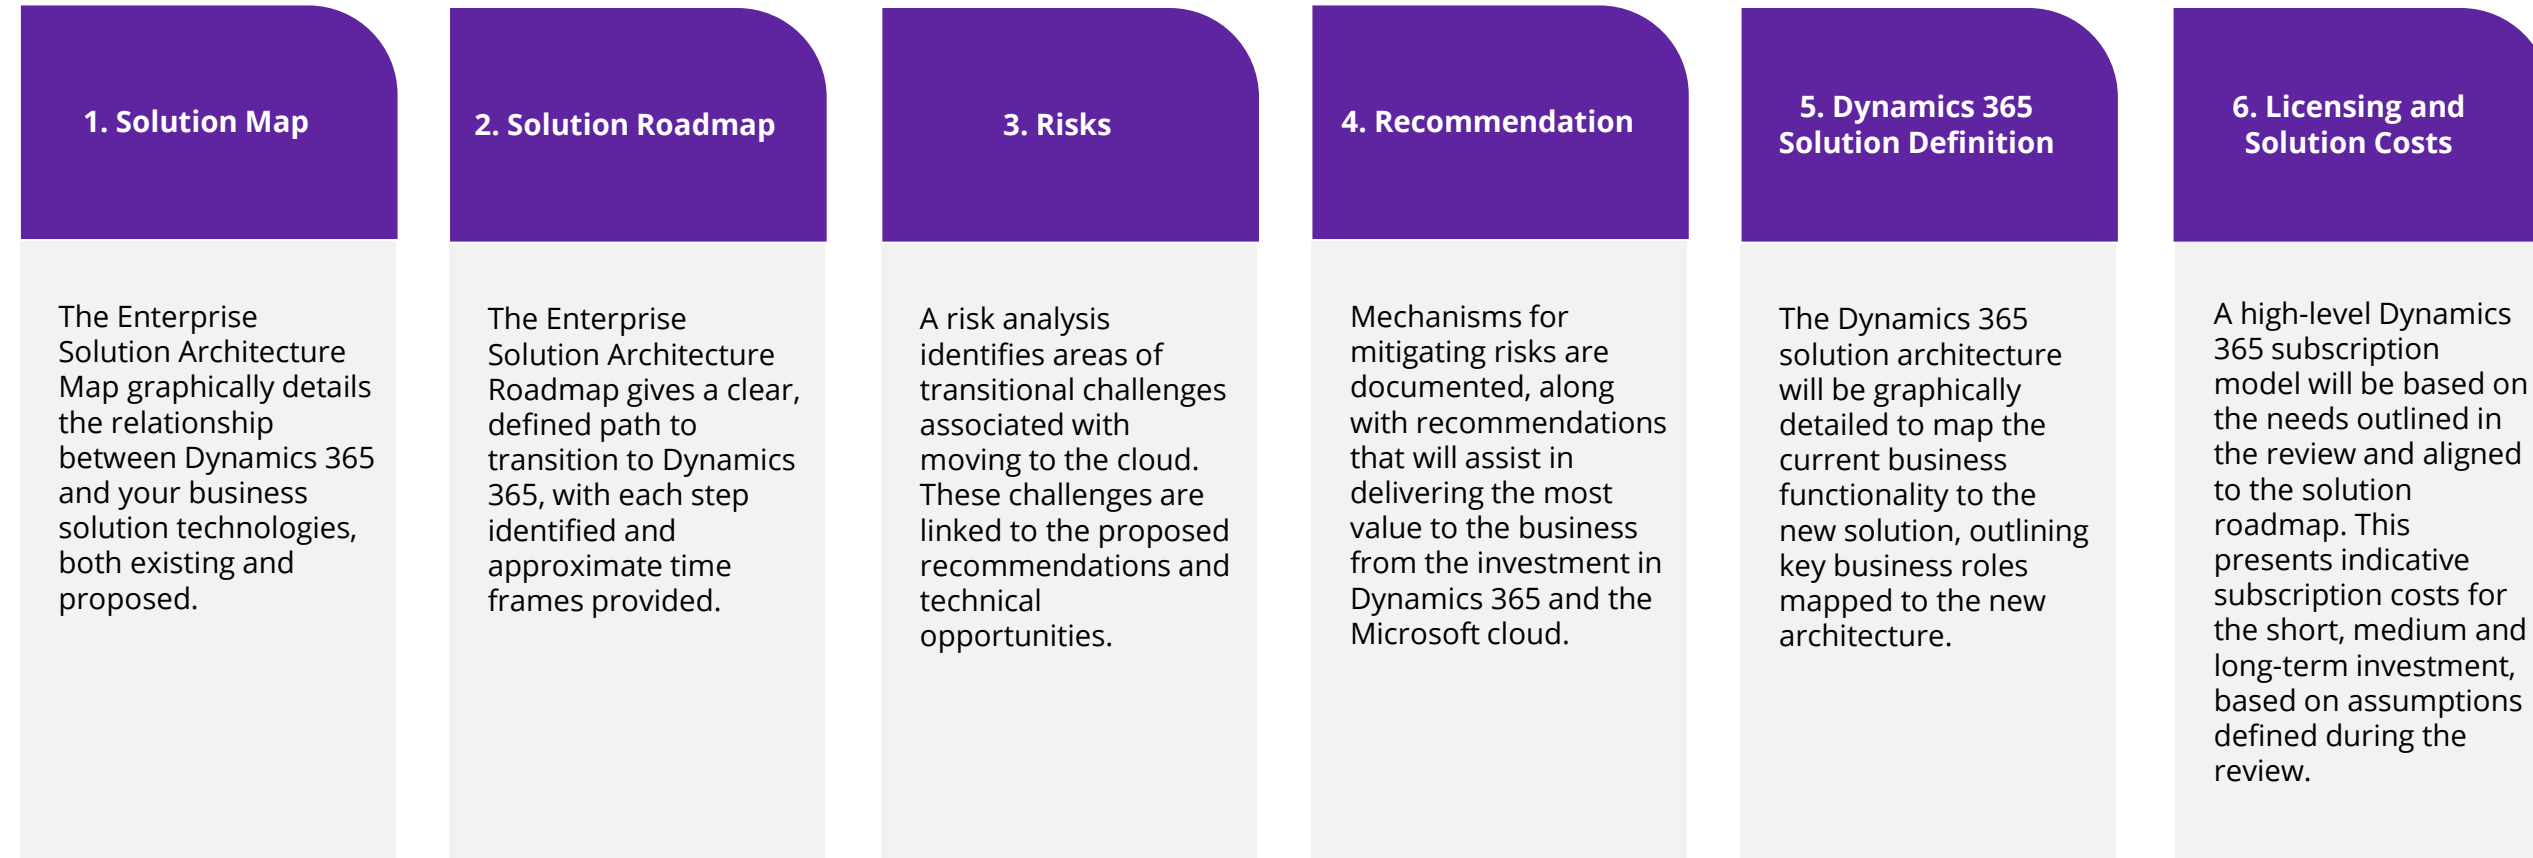 1. Solution Map
The Enterprise
Solution Architecture
Map graphically details
the relationship
between Dynamics 365
and your business
solution technologies,
both existing and
proposed.
2. Solution Roadmap
The Enterprise
Solution Architecture
Roadmap gives a clear,
defined path to
transition to Dynamics
365, with each step
identified and
approximate time
frames provided.
3. Risks
A risk analysis
identifies areas of
transitional challenges
associated with
moving to the cloud.
These challenges are
linked to the proposed
recommendations and
technical
opportunities.
4. Recommendation
Mechanisms for
mitigating risks are
documented, along
with recommendations
that will assist in
delivering the most
value to the business
from the investment in
Dynamics 365 and the
Microsoft cloud.
5. Dynamics 365
Solution Definition
The Dynamics 365
solution architecture
will be graphically
detailed to map the
current business
functionality to the
new solution, outlining
key business roles
mapped to the new
architecture.
6. Licensing and
Solution Costs
A high-level Dynamics
365 subscription
model will be based on
the needs outlined in
the review and aligned
to the solution
roadmap. This
presents indicative
subscription costs for
the short, medium and
long-term investment,
based on assumptions
defined during the
review.